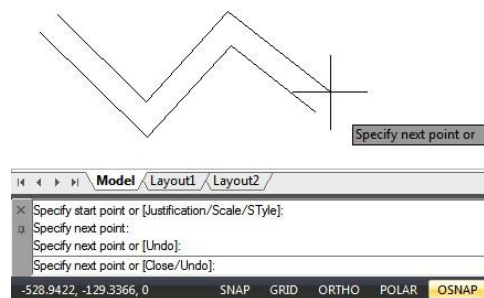 Specify next point or
Model Layout1 Layout2
Specify start point or [Justification/Scale/STyle]:
Specify next point:
Specify next point or [Undo]:
Specify next point or [Close/Undo]:
-528.9422, -129.3366, 0 SNAP GRID ORTHO POLAR OSNAP